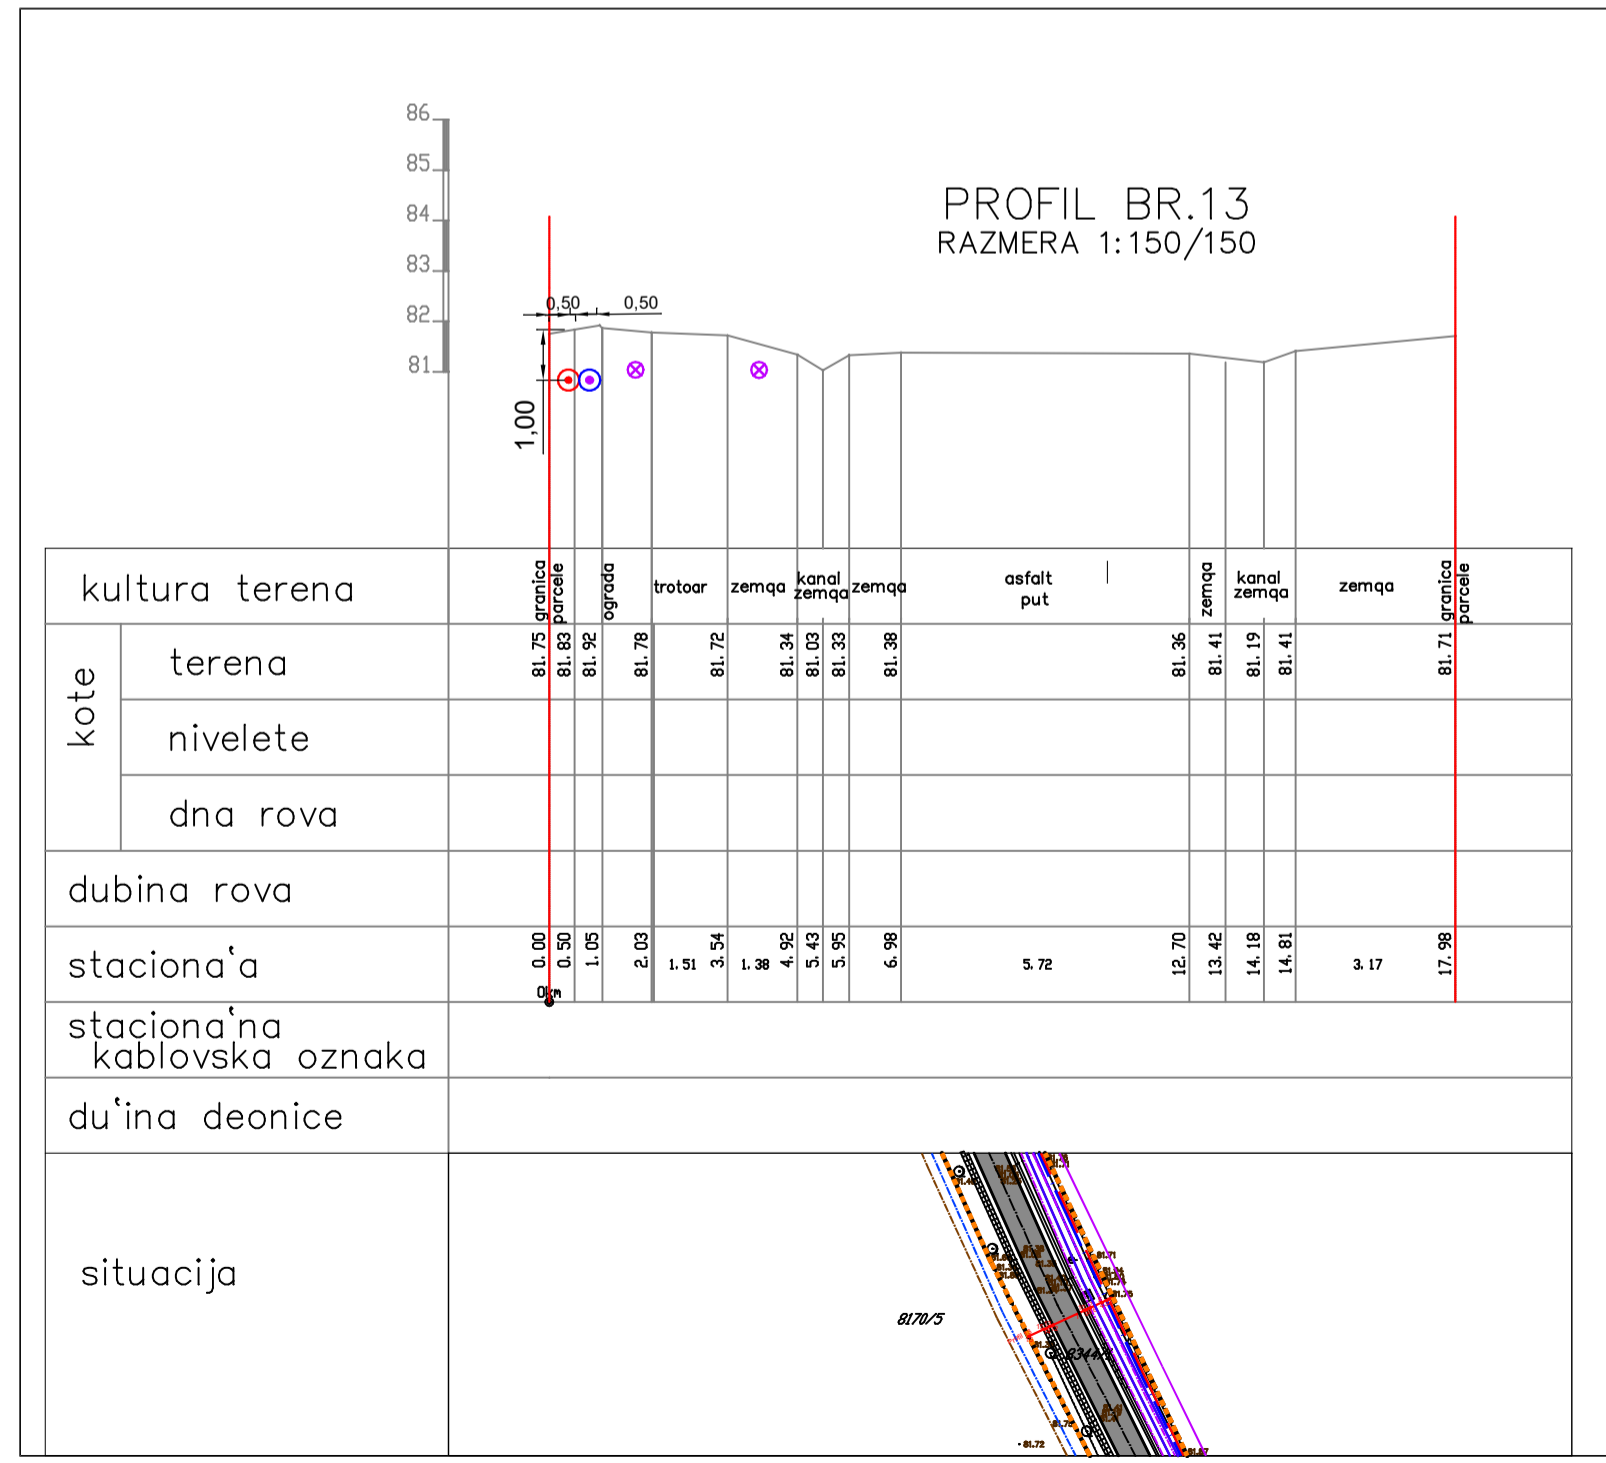 86
85
84
83
82
81
PROFIL BR.13
RAZMERA 1:150/150
0,50
0,50
1,00
kultura terena
granica
parcele
ograda
trotoar
zemqa
kanal
zemqa
zemqa
asfalt
put
zemqa
kanal
zemqa
zemqa
granica
parcele
kote
terena
81.75
81.83
81.92
81.78
81.72
81.34
81.03
81.33
81.38
81.36
81.41
81.19
81.41
81.71
nivelete
dna rova
dubina rova
staciona'a
0.00
0.50
1.05
2.03
1.51
3.54
1.38
4.92
5.43
5.95
6.98
5.72
12.70
13.42
14.18
14.81
3.17
17.98
0km
staciona'na
kablovska oznaka
du'ina deonice
situacija
81.71
81.75
8170/5
81.72